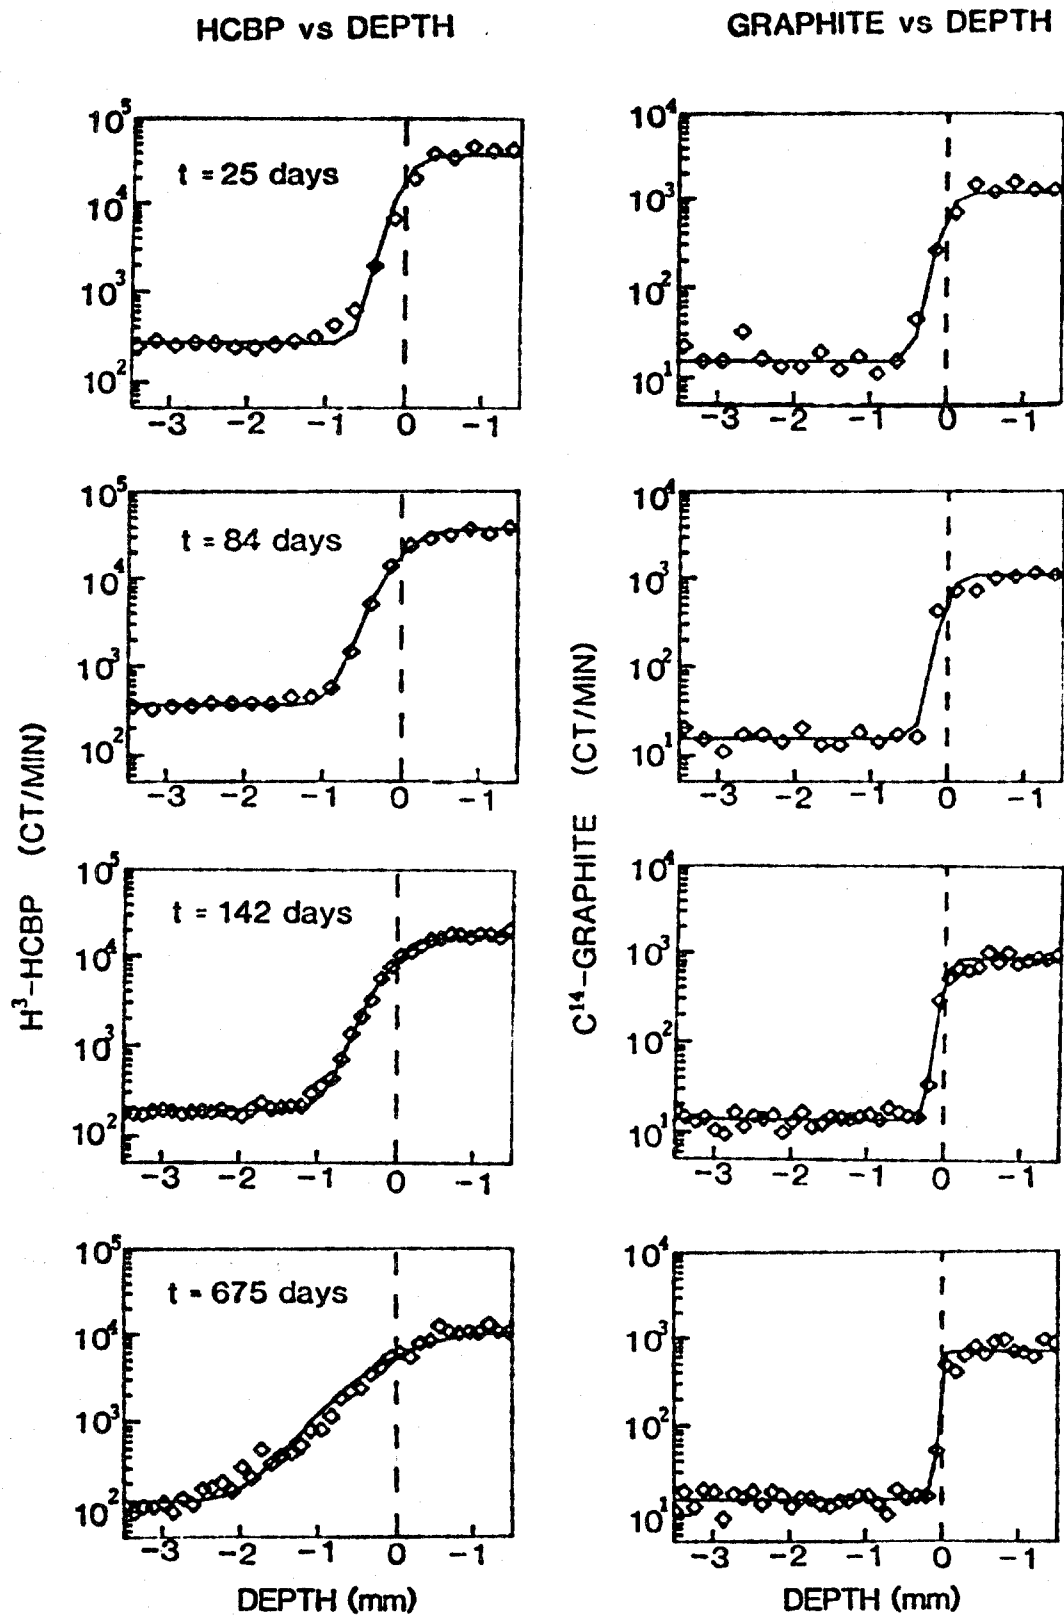 HCBP vs DEPTH
GRAPHITE vs DEPTH
10⁵
10⁴
10³
10²
t = 25 days
-3 -2 -1 0 -1
10⁴
10³
10²
10¹
-3 -2 -1 0 -1
10⁵
10⁴
10³
10²
t = 84 days
-3 -2 -1 0 -1
10⁴
10³
10²
10¹
-3 -2 -1 0 -1
H³-HCBP (CT/MIN)
C¹⁴-GRAPHITE (CT/MIN)
10⁵
10⁴
10³
10²
t = 142 days
-3 -2 -1 0 -1
10⁴
10³
10²
10¹
-3 -2 -1 0 -1
10⁵
10⁴
10³
10²
t = 675 days
-3 -2 -1 0 -1
DEPTH (mm)
10⁴
10³
10²
10¹
-3 -2 -1 0 -1
DEPTH (mm)